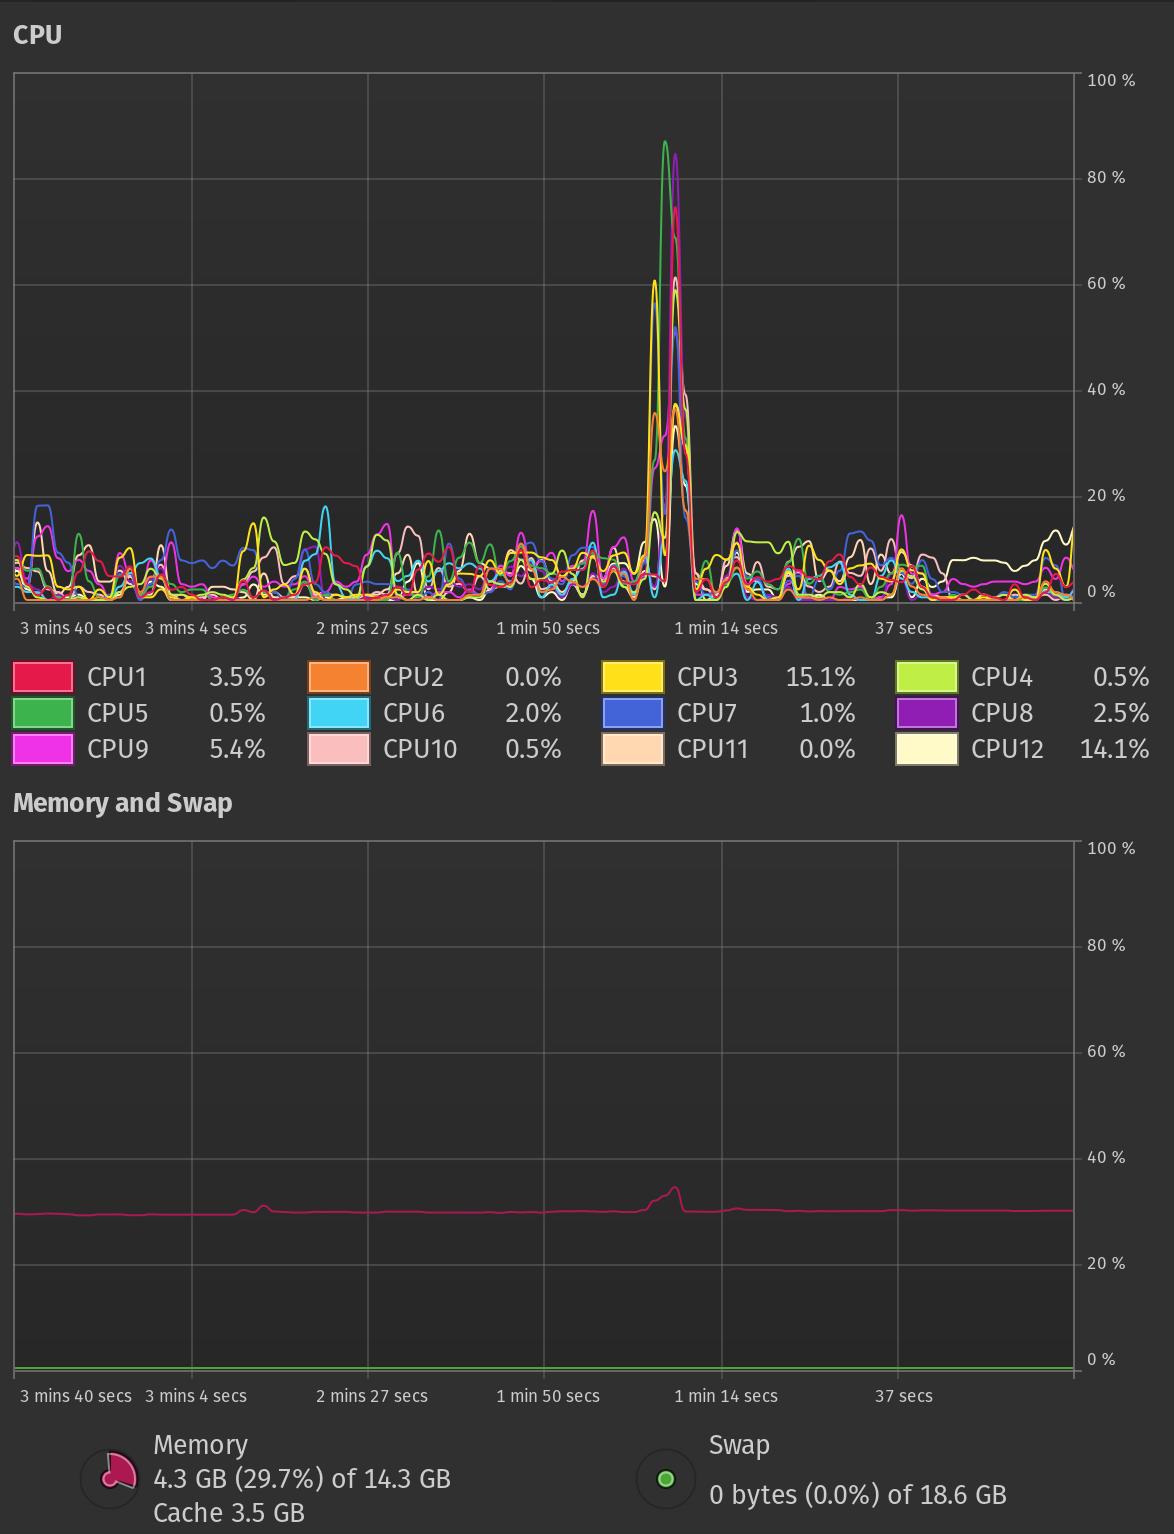 CPU
100 %
80 %
60 %
40 %
20 %
0 %
3 mins 40 secs 3 mins 4 secs 2 mins 27 secs 1 min 50 secs 1 min 14 secs 37 secs
CPU1 3.5% CPU2 0.0% CPU3 15.1% CPU4 0.5%
CPU5 0.5% CPU6 2.0% CPU7 1.0% CPU8 2.5%
CPU9 5.4% CPU10 0.5% CPU11 0.0% CPU12 14.1%
Memory and Swap
100 %
80 %
60 %
40 %
20 %
0 %
3 mins 40 secs 3 mins 4 secs 2 mins 27 secs 1 min 50 secs 1 min 14 secs 37 secs
Memory
4.3 GB (29.7%) of 14.3 GB
Cache 3.5 GB
Swap
0 bytes (0.0%) of 18.6 GB